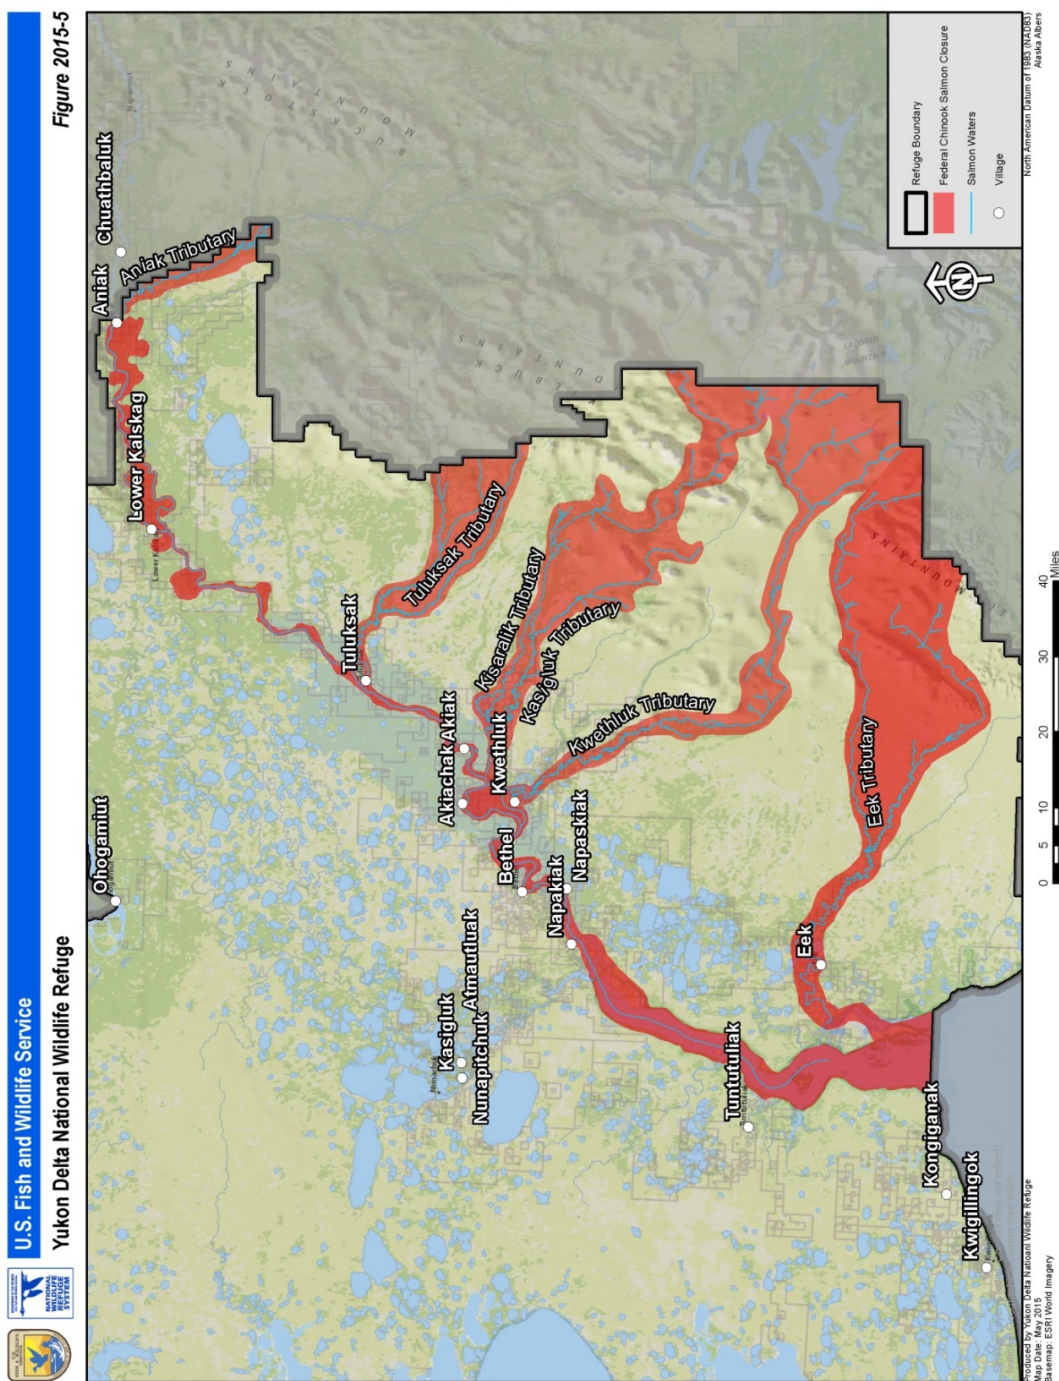 U.S. Fish and Wildlife Service
Yukon Delta National Wildlife Refuge
Figure 2015-5
NATIONAL
WILDLIFE
REFUGE
SYSTEM
Ohogamiut
Chuathbaluk
Aniak
Aniak Tributary
Lower Kalskag
Tuluksak
Tuluksak Tributary
Akiachak
Akiak
Kisaralik Tributary
Kasigluk Tributary
Kwethluk
Kwethluk Tributary
Bethel
Napaskiak
Napakiak
Kasigluk
Nunapitchuk
Atmautluak
Tuntutuliak
Eek
Eek Tributary
Kongiganak
Kwigillingok
BUCKSTOCK
MOUNTAINS
MOUNTAINS
Refuge Boundary
Federal Chinook Salmon Closure
Salmon Waters
Village
N
0 5 10 20 30 40
Miles
Produced by Yukon Delta Natioanl Wildlife Refuge
Map Date: May 2015
Basemap: ESRI World Imagery
North American Datum of 1983 (NAD83)
Alaska Albers